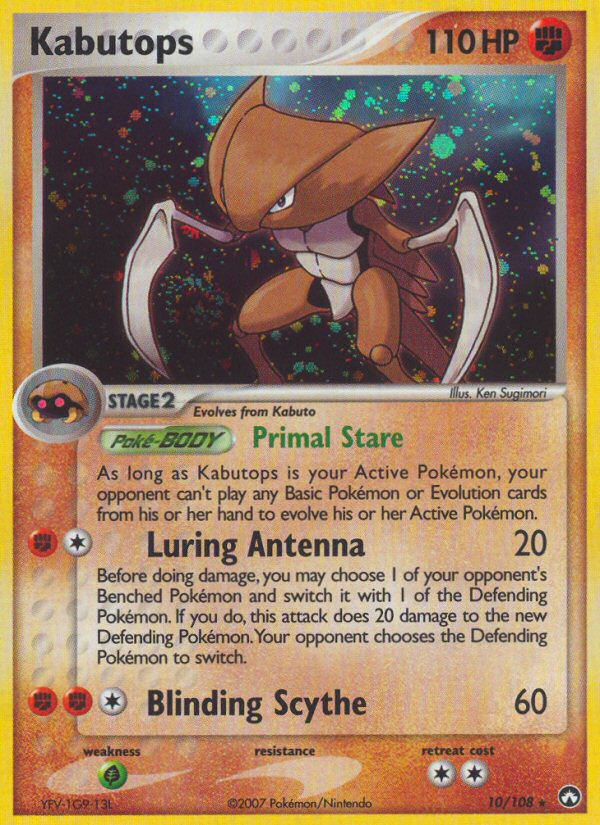 Kabutops 110 HP
Illus. Ken Sugimori
STAGE 2
Evolves from Kabuto
Poké-BODY Primal Stare
As long as Kabutops is your Active Pokémon, your
opponent can't play any Basic Pokémon or Evolution cards
from his or her hand to evolve his or her Active Pokémon.
Luring Antenna 20
Before doing damage, you may choose 1 of your opponent's
Benched Pokémon and switch it with 1 of the Defending
Pokémon. If you do, this attack does 20 damage to the new
Defending Pokémon. Your opponent chooses the Defending
Pokémon to switch.
Blinding Scythe 60
weakness resistance retreat cost
YFV-1G9-13L ©2007 Pokémon/Nintendo 10/108 ★